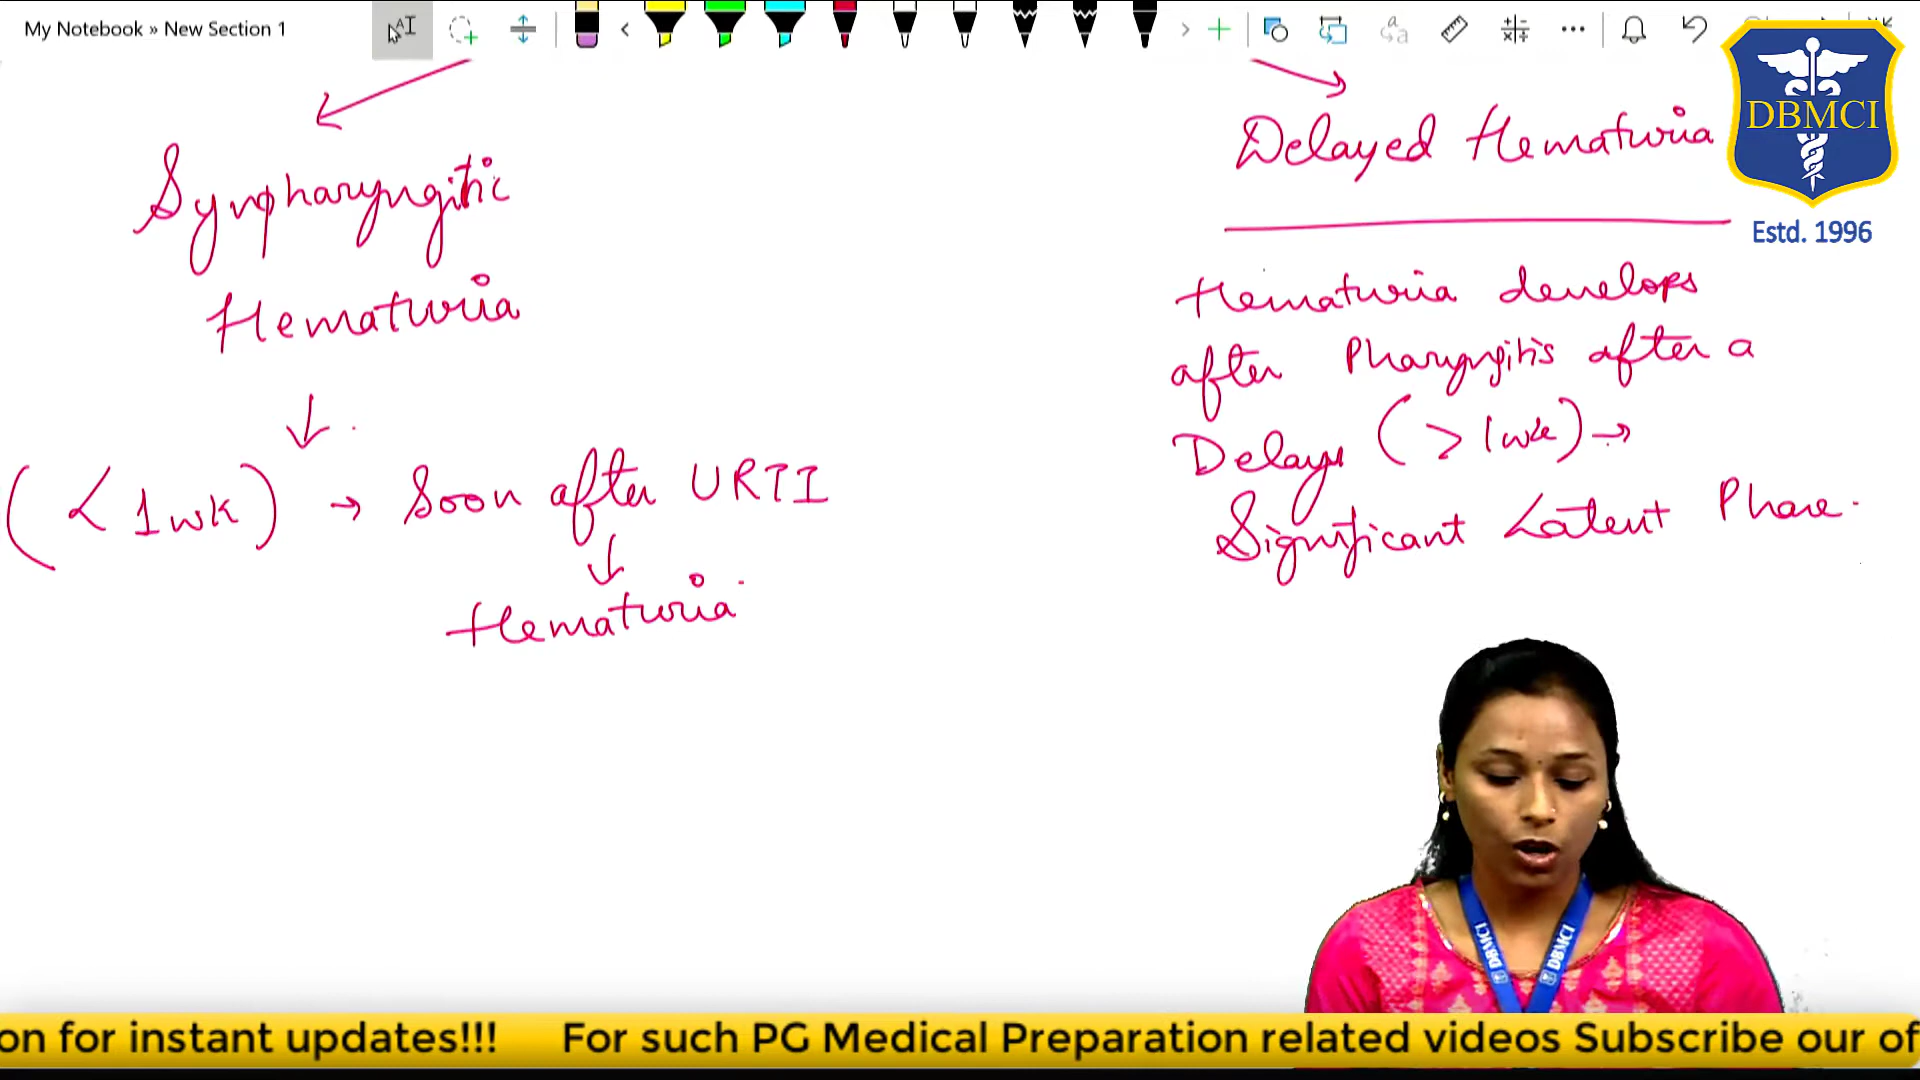 My Notebook » New Section 1
DBMCI
Estd. 1996
Synpharyngitic
Hematuria
(< 1wk) → Soon after URTI
↓
Hematuria
Delayed Hematuria
Hematuria develops
after Pharyngitis after a
Delay (> 1wk) →
Significant Latent Phase.
DBMCI
DBMCI
on for instant updates!!! For such PG Medical Preparation related videos Subscribe our of